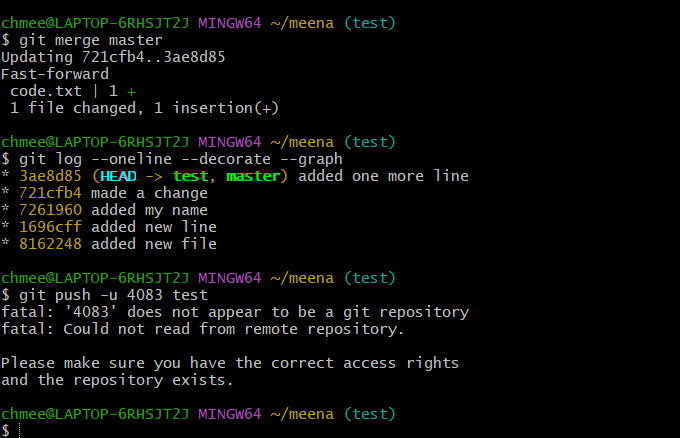 chmee@LAPTOP-6RHSJT2J MINGW64 ~/meena (test)
$ git merge master
Updating 721cfb4..3ae8d85
Fast-forward
 code.txt | 1 +
 1 file changed, 1 insertion(+)

chmee@LAPTOP-6RHSJT2J MINGW64 ~/meena (test)
$ git log --oneline --decorate --graph
* 3ae8d85 (HEAD -> test, master) added one more line
* 721cfb4 made a change
* 7261960 added my name
* 1696cff added new line
* 8162248 added new file

chmee@LAPTOP-6RHSJT2J MINGW64 ~/meena (test)
$ git push -u 4083 test
fatal: '4083' does not appear to be a git repository
fatal: Could not read from remote repository.

Please make sure you have the correct access rights
and the repository exists.

chmee@LAPTOP-6RHSJT2J MINGW64 ~/meena (test)
$